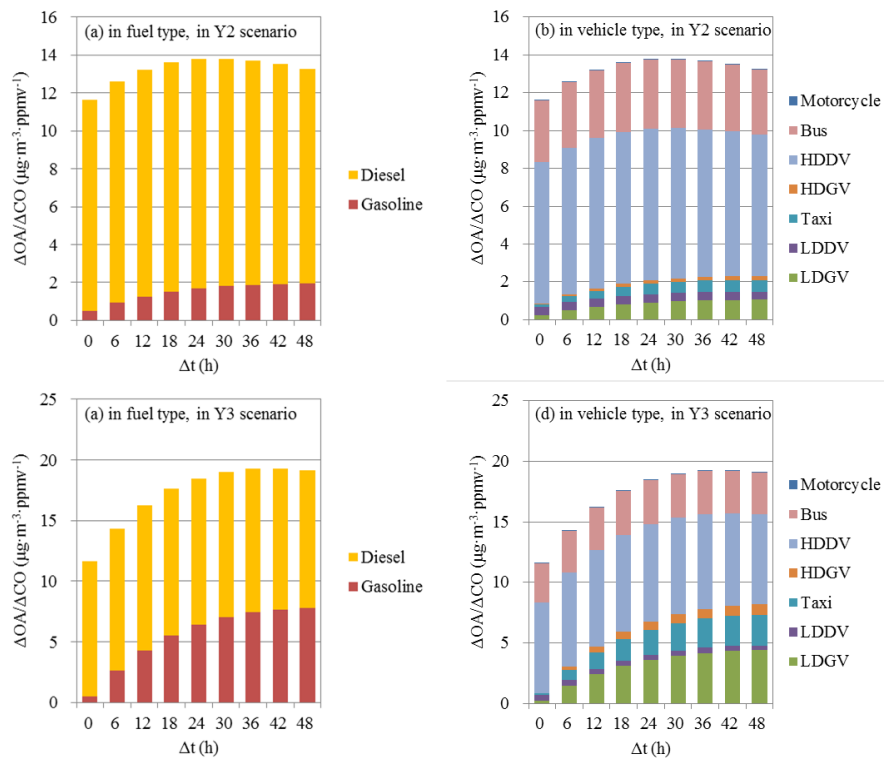 (a) in fuel type, in Y2 scenario
ΔOA/ΔCO (μg·m⁻³·ppmv⁻¹)
16
14
12
10
8
6
4
2
0
0 6 12 18 24 30 36 42 48
Δt (h)
Diesel
Gasoline
(b) in vehicle type, in Y2 scenario
ΔOA/ΔCO (μg·m⁻³·ppmv⁻¹)
16
14
12
10
8
6
4
2
0
0 6 12 18 24 30 36 42 48
Δt (h)
Motorcycle
Bus
HDDV
HDGV
Taxi
LDDV
LDGV
(a) in fuel type, in Y3 scenario
ΔOA/ΔCO (μg·m⁻³·ppmv⁻¹)
25
20
15
10
5
0
0 6 12 18 24 30 36 42 48
Δt (h)
Diesel
Gasoline
(d) in vehicle type, in Y3 scenario
ΔOA/ΔCO (μg·m⁻³·ppmv⁻¹)
25
20
15
10
5
0
0 6 12 18 24 30 36 42 48
Δt (h)
Motorcycle
Bus
HDDV
HDGV
Taxi
LDDV
LDGV